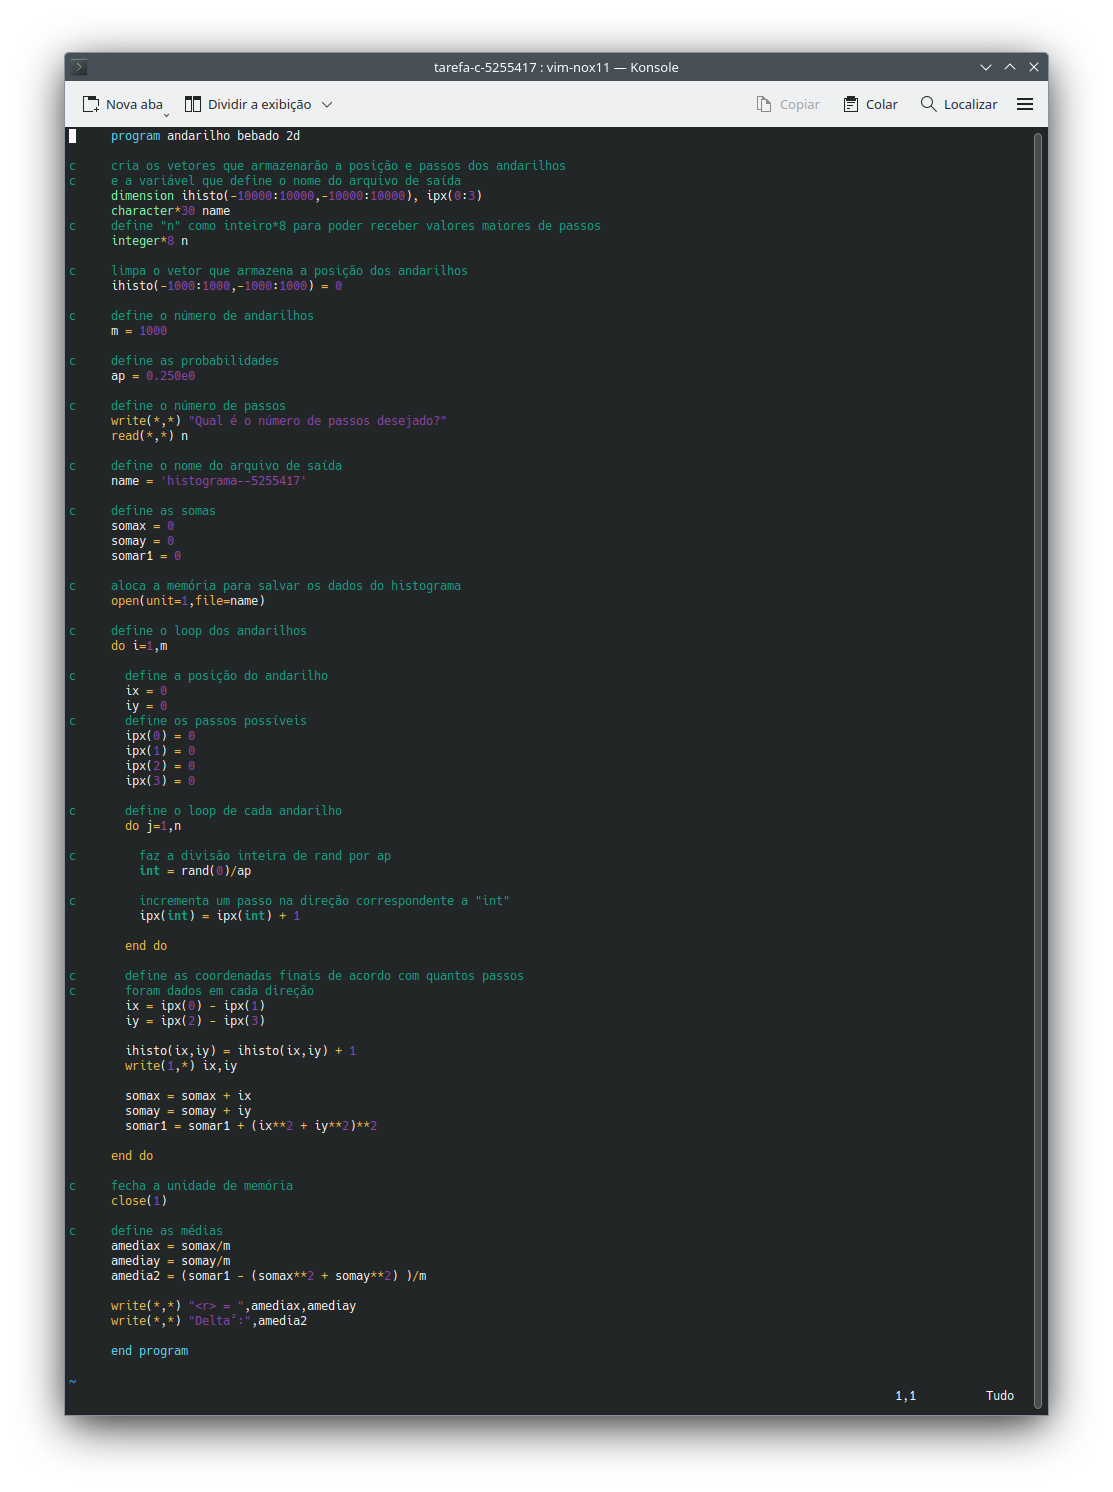 tarefa-c-5255417 : vim-nox11 — Konsole
Nova aba Dividir a exibição Copiar Colar Localizar
program andarilho bebado 2d
c cria os vetores que armazenarão a posição e passos dos andarilhos
c e a variável que define o nome do arquivo de saída
dimension ihisto(-10000:10000,-10000:10000), ipx(0:3)
character*30 name
c define "n" como inteiro*8 para poder receber valores maiores de passos
integer*8 n
c limpa o vetor que armazena a posição dos andarilhos
ihisto(-1000:1000,-1000:1000) = 0
c define o número de andarilhos
m = 1000
c define as probabilidades
ap = 0.250e0
c define o número de passos
write(*,*) "Qual é o número de passos desejado?"
read(*,*) n
c define o nome do arquivo de saída
name = 'histograma--5255417'
c define as somas
somax = 0
somay = 0
somar1 = 0
c aloca a memória para salvar os dados do histograma
open(unit=1,file=name)
c define o loop dos andarilhos
do i=1,m
c define a posição do andarilho
ix = 0
iy = 0
c define os passos possíveis
ipx(0) = 0
ipx(1) = 0
ipx(2) = 0
ipx(3) = 0
c define o loop de cada andarilho
do j=1,n
c faz a divisão inteira de rand por ap
int = rand(0)/ap
c incrementa um passo na direção correspondente a "int"
ipx(int) = ipx(int) + 1
end do
c define as coordenadas finais de acordo com quantos passos
c foram dados em cada direção
ix = ipx(0) - ipx(1)
iy = ipx(2) - ipx(3)
ihisto(ix,iy) = ihisto(ix,iy) + 1
write(1,*) ix,iy
somax = somax + ix
somay = somay + iy
somar1 = somar1 + (ix**2 + iy**2)**2
end do
c fecha a unidade de memória
close(1)
c define as médias
amediax = somax/m
amediay = somay/m
amedia2 = (somar1 - (somax**2 + somay**2) )/m
write(*,*) "<r> = ",amediax,amediay
write(*,*) "Delta²:",amedia2
end program
~
1,1 Tudo